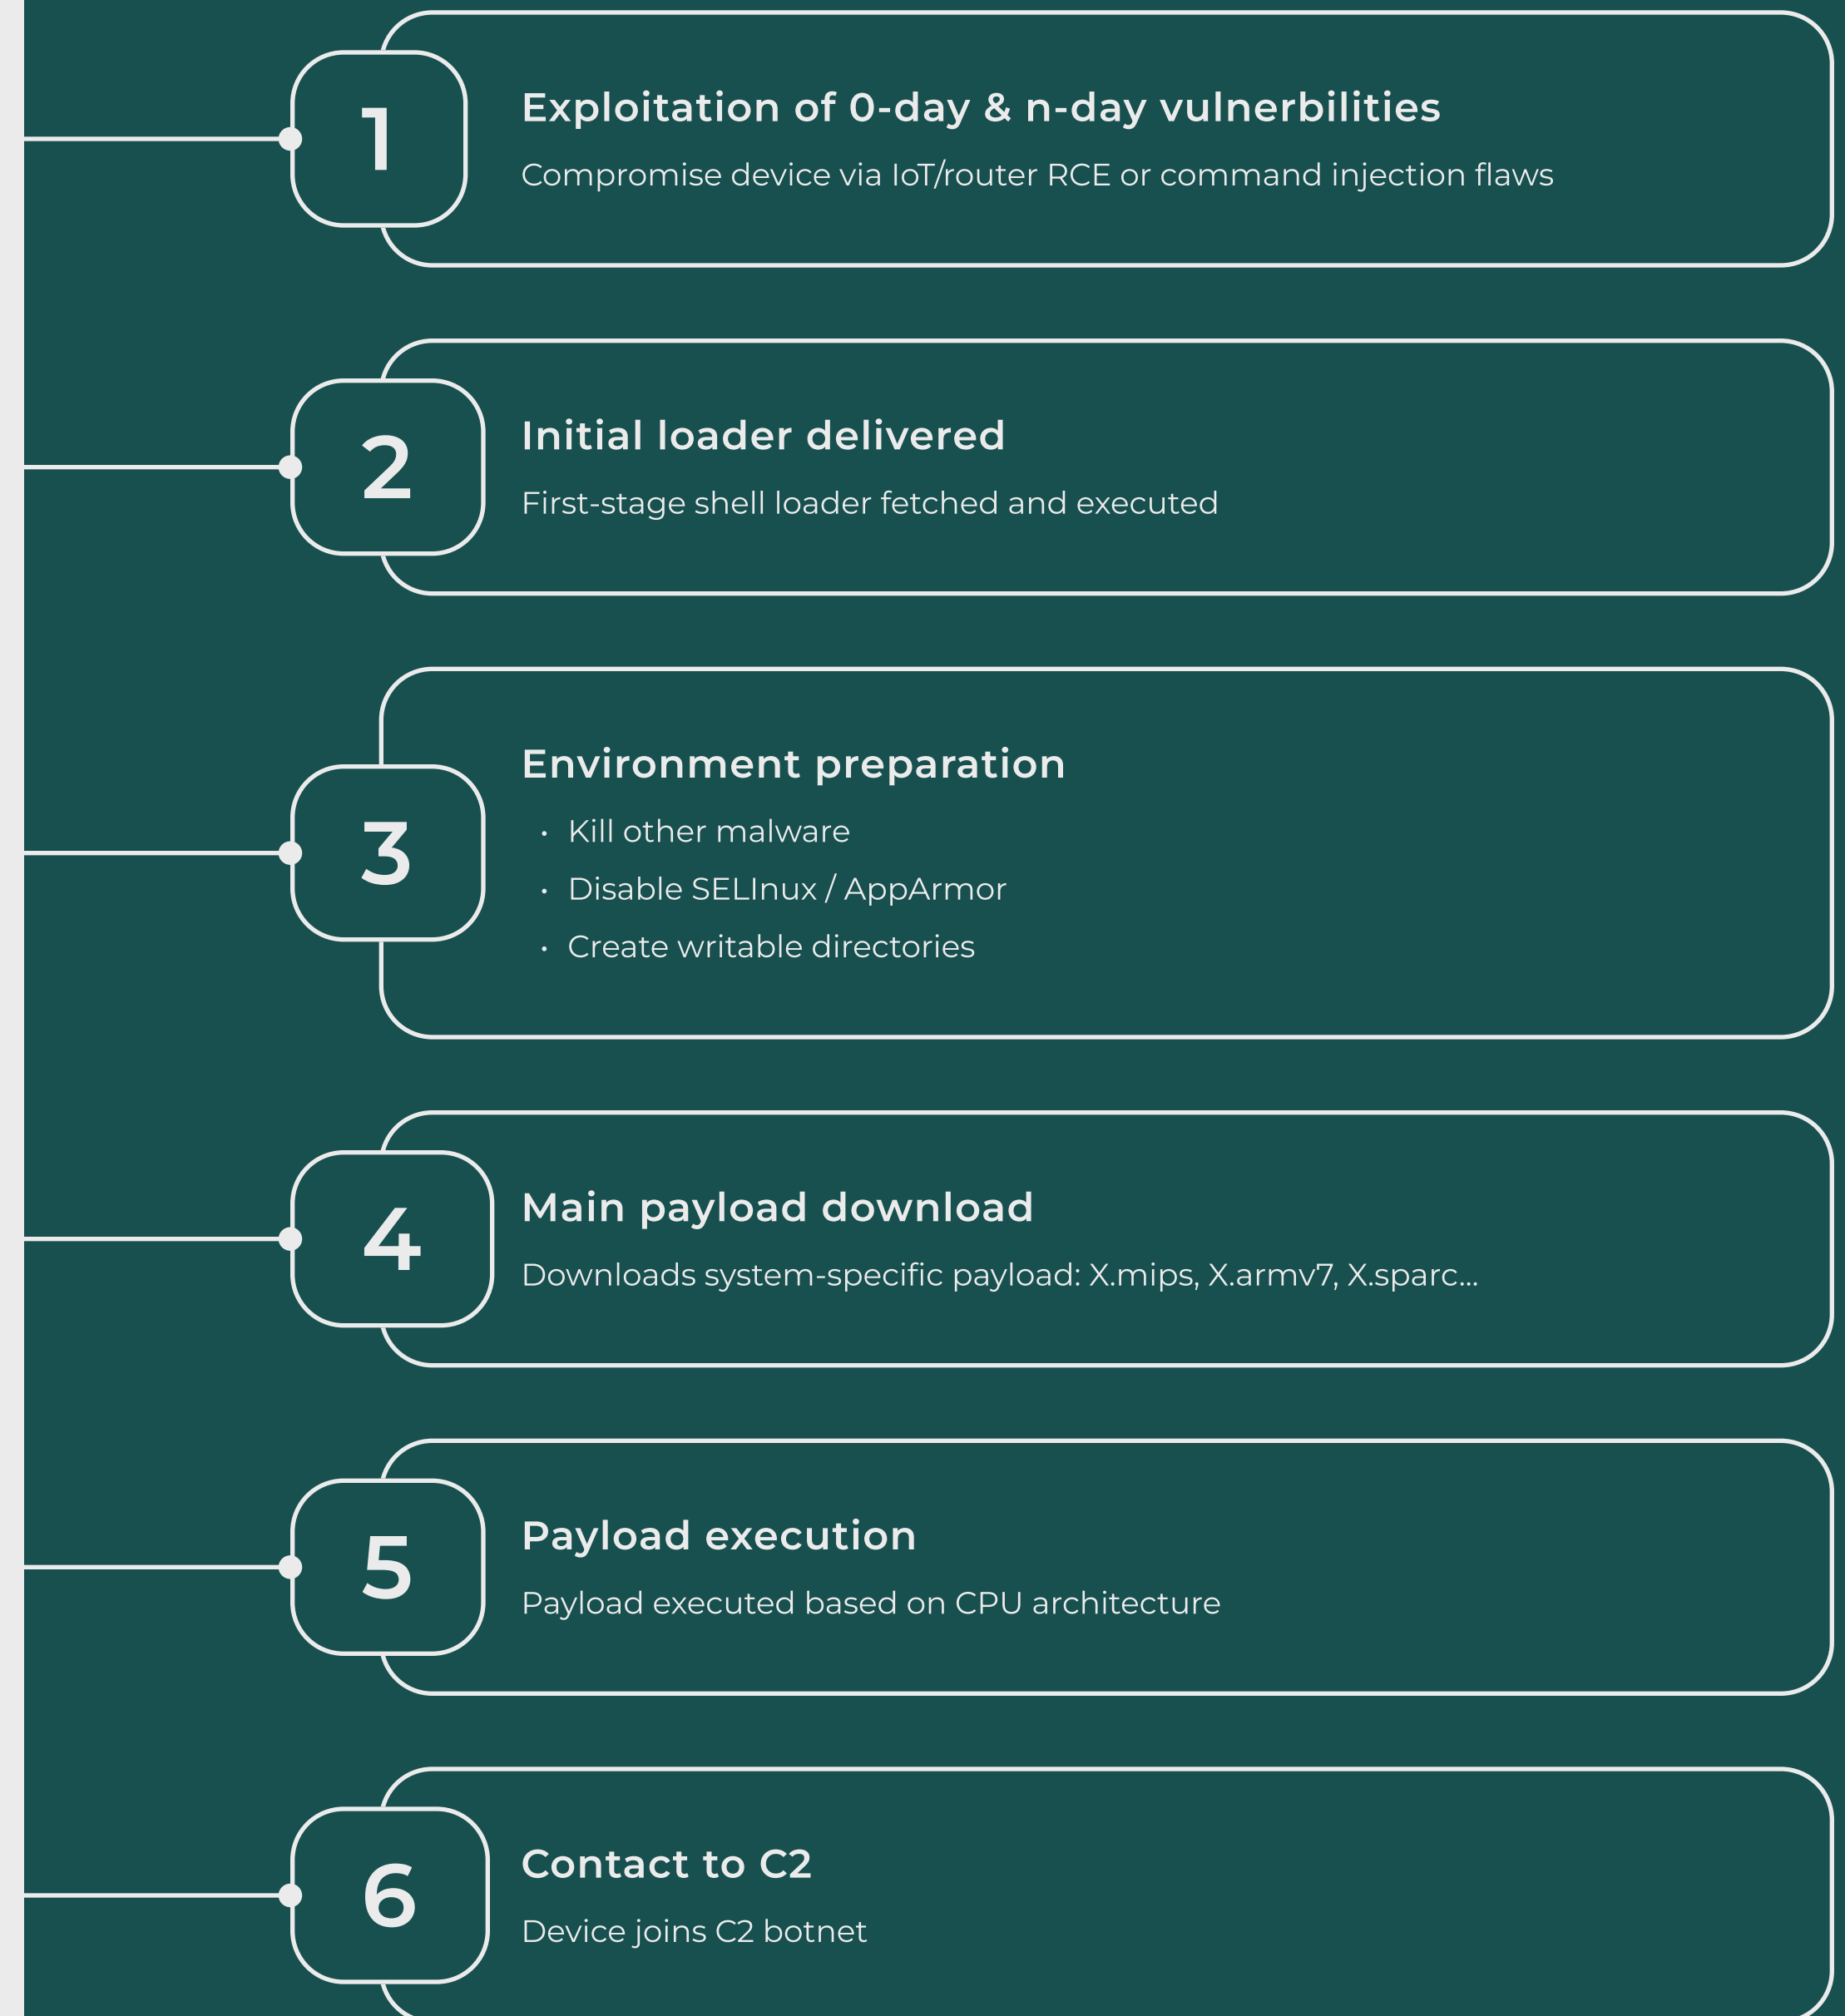 1
Exploitation of 0-day & n-day vulnerbilities
Compromise device via IoT/router RCE or command injection flaws
2
Initial loader delivered
First-stage shell loader fetched and executed
3
Environment preparation
• Kill other malware
• Disable SELInux / AppArmor
• Create writable directories
4
Main payload download
Downloads system-specific payload: X.mips, X.armv7, X.sparc...
5
Payload execution
Payload executed based on CPU architecture
6
Contact to C2
Device joins C2 botnet